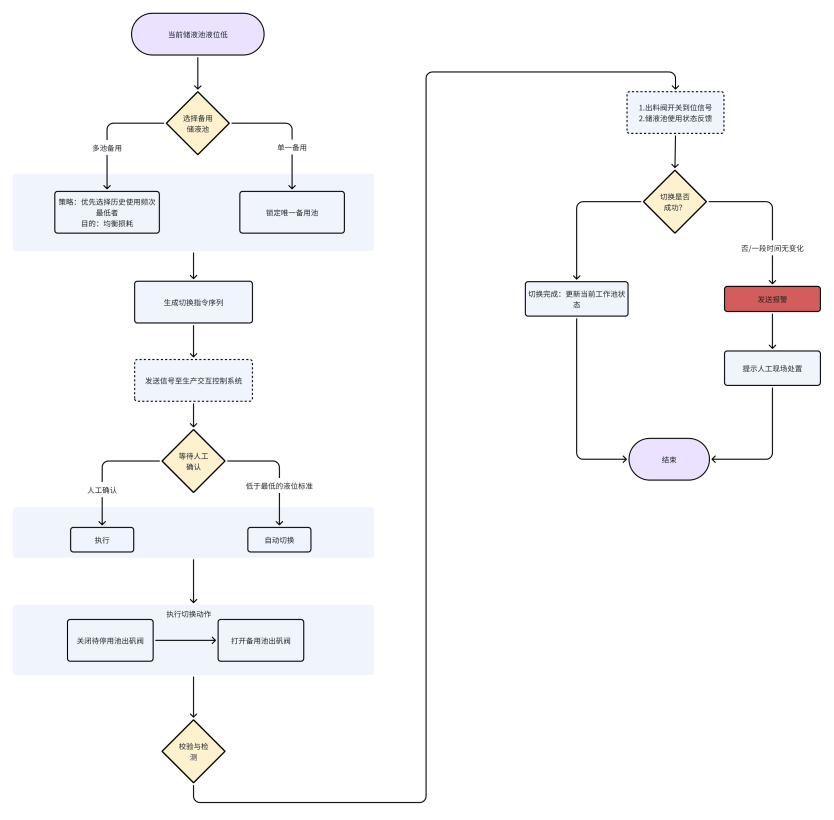 当前储液池液位低
选择备用
储液池
多池备用
单一备用
策略：优先选择历史使用频次
最低者
目的：均衡损耗
锁定唯一备用池
生成切换指令序列
发送信号至生产交互控制系统
等待人工
确认
人工确认
低于最低的液位标准
执行
自动切换
执行切换动作
关闭待停用池出矾阀
打开备用池出矾阀
校验与检
测
1.出料阀开关到位信号
2.储液池使用状态反馈
切换是否
成功?
否/一段时间无变化
切换完成：更新当前工作池状
态
发送报警
提示人工现场处置
结束